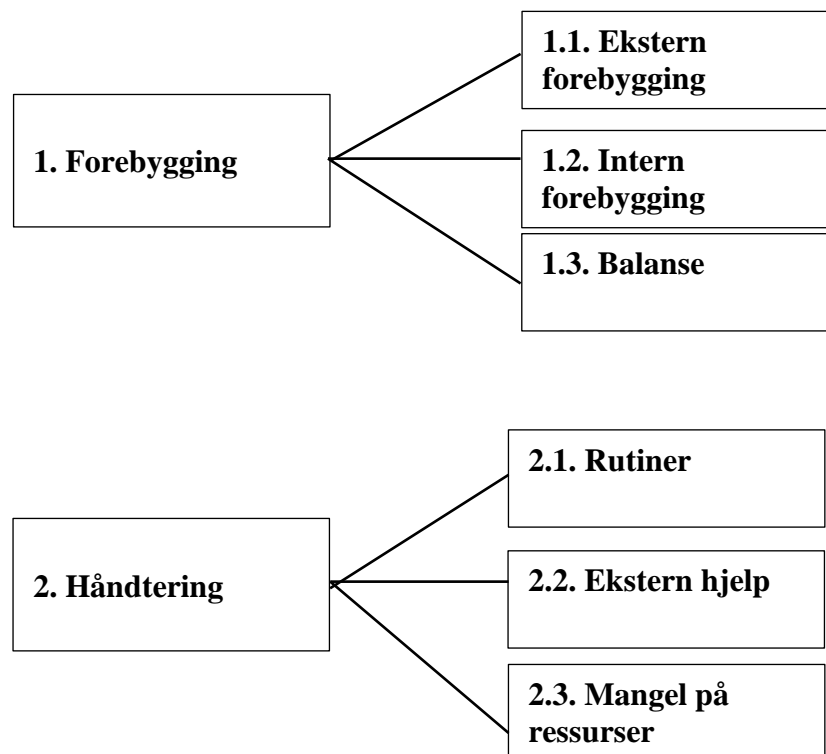 1. Forebygging
1.1. Ekstern
forebygging
1.2. Intern
forebygging
1.3. Balanse
2. Håndtering
2.1. Rutiner
2.2. Ekstern hjelp
2.3. Mangel på
ressurser